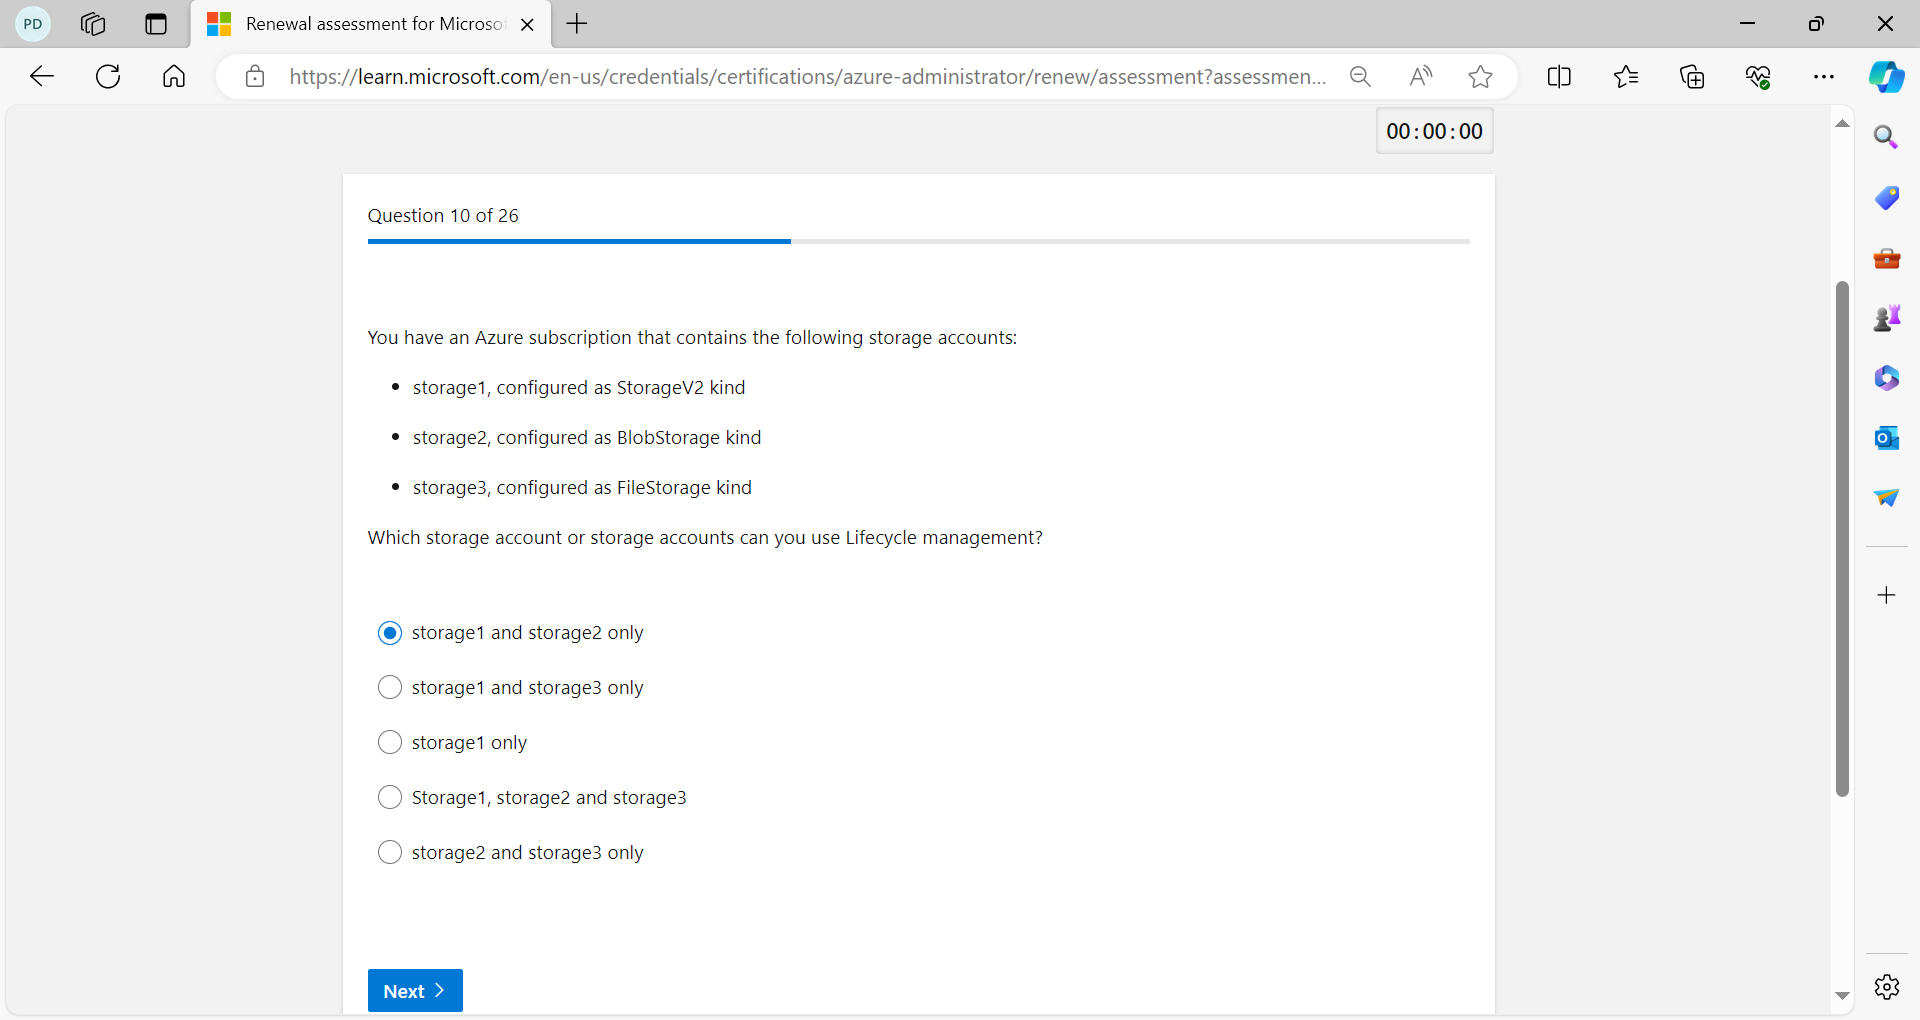 PD
Renewal assessment for Microso
https://learn.microsoft.com/en-us/credentials/certifications/azure-administrator/renew/assessment?assessmen...
00:00:00
Question 10 of 26
You have an Azure subscription that contains the following storage accounts:
• storage1, configured as StorageV2 kind
• storage2, configured as BlobStorage kind
• storage3, configured as FileStorage kind
Which storage account or storage accounts can you use Lifecycle management?
storage1 and storage2 only
storage1 and storage3 only
storage1 only
Storage1, storage2 and storage3
storage2 and storage3 only
Next